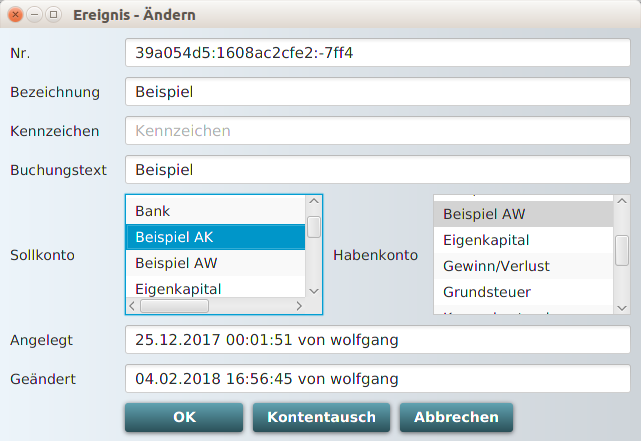 Ereignis - Ändern
Nr. 39a054d5:1608ac2cfe2:-7ff4
Bezeichnung Beispiel
Kennzeichen Kennzeichen
Buchungstext Beispiel
Sollkonto
Bank
Beispiel AK
Beispiel AW
Eigenkapital
Habenkonto
Beispiel AW
Eigenkapital
Gewinn/Verlust
Grundsteuer
Angelegt 25.12.2017 00:01:51 von wolfgang
Geändert 04.02.2018 16:56:45 von wolfgang
OK Kontentausch Abbrechen